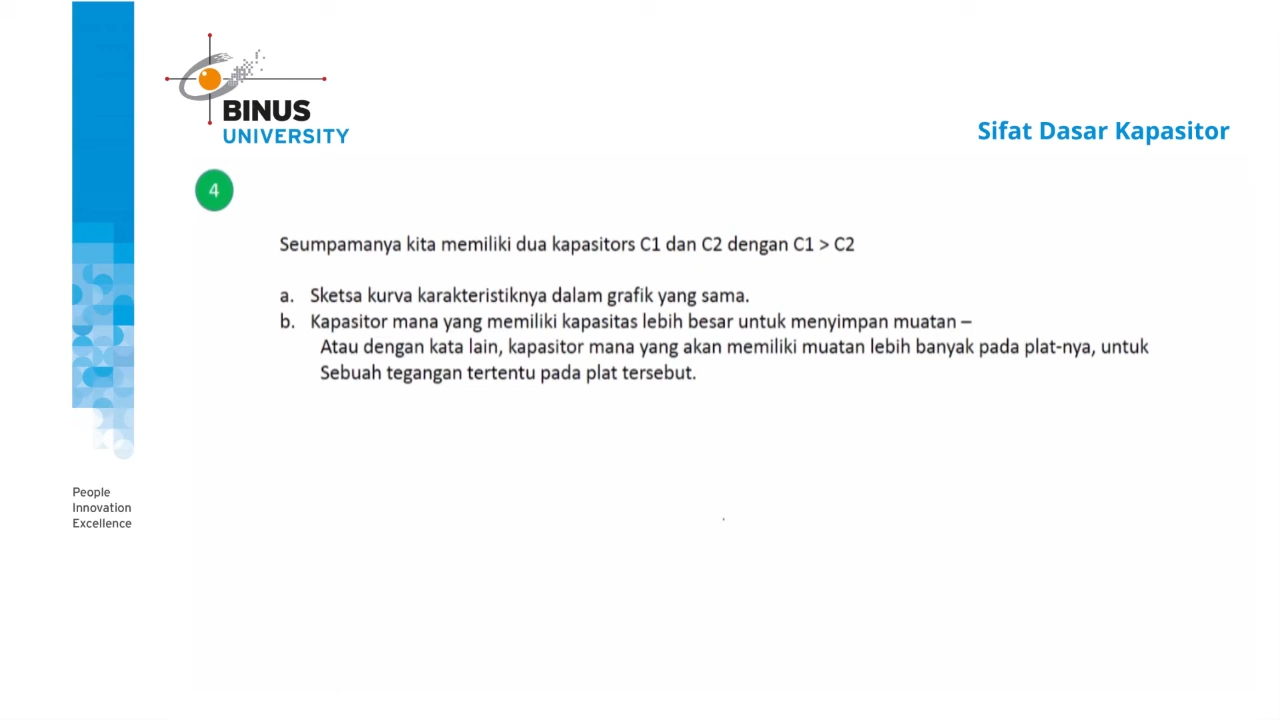 BINUS
UNIVERSITY
Sifat Dasar Kapasitor
4
Seumpamanya kita memiliki dua kapasitors C1 dan C2 dengan C1 > C2
a. Sketsa kurva karakteristiknya dalam grafik yang sama.
b. Kapasitor mana yang memiliki kapasitas lebih besar untuk menyimpan muatan –
Atau dengan kata lain, kapasitor mana yang akan memiliki muatan lebih banyak pada plat-nya, untuk
Sebuah tegangan tertentu pada plat tersebut.
People
Innovation
Excellence